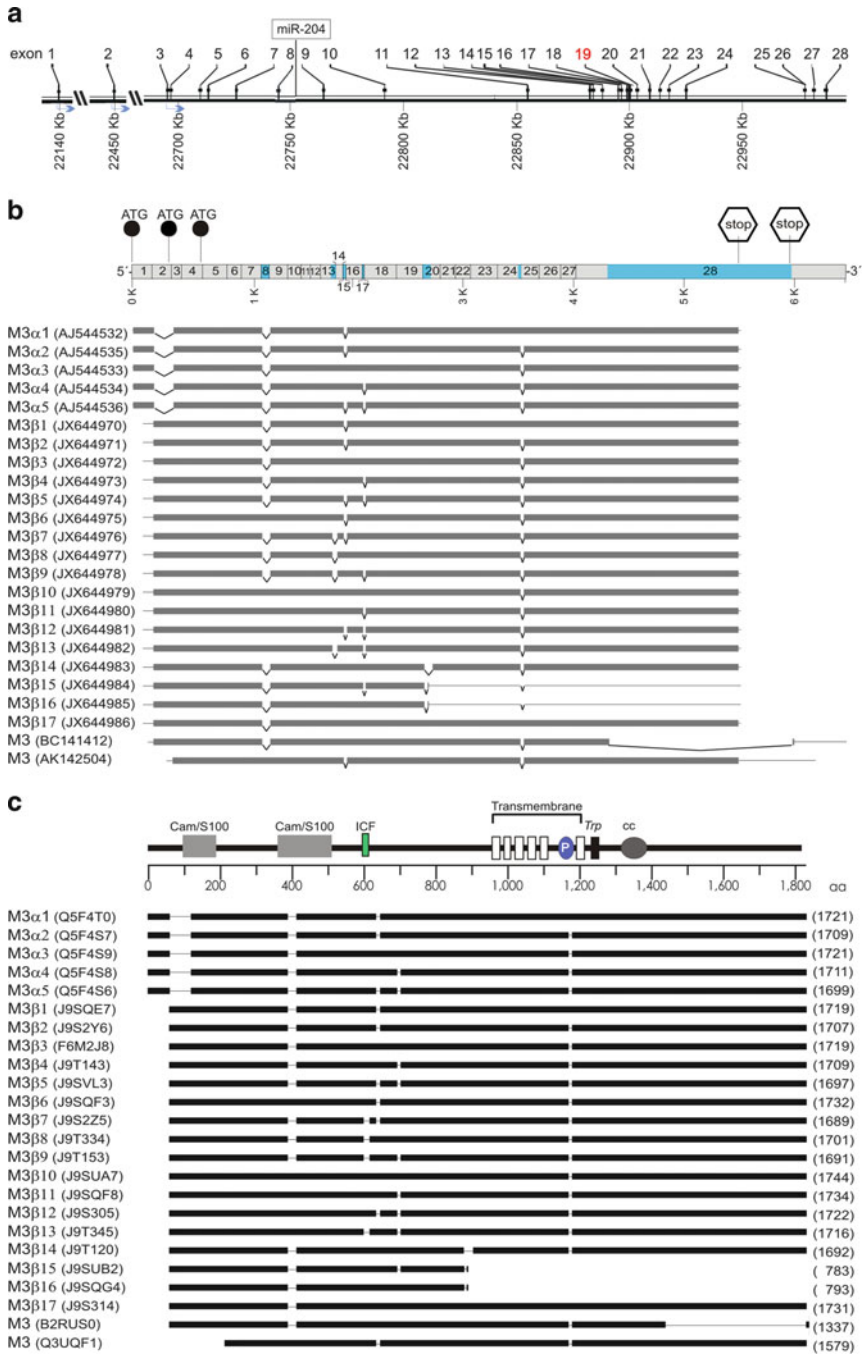 a
miR-204
exon 1 2 3 4 5 6 7 8 9 10 11 12 13 14 15 16 17 18 19 20 21 22 23 24 25 26 27 28
22140 Kb 22450 Kb 22700 Kb 22750 Kb 22800 Kb 22850 Kb 22900 Kb 22950 Kb
b
ATG ATG ATG stop stop
14
5´ 1 2 3 4 5 6 7 8 9 10 11 12 13 16 18 19 20 21 22 23 24 25 26 27 28 3´
15 17
0 K 1 K 3 K 4 K 5 K 6 K
M3α1 (AJ544532)
M3α2 (AJ544535)
M3α3 (AJ544533)
M3α4 (AJ544534)
M3α5 (AJ544536)
M3β1 (JX644970)
M3β2 (JX644971)
M3β3 (JX644972)
M3β4 (JX644973)
M3β5 (JX644974)
M3β6 (JX644975)
M3β7 (JX644976)
M3β8 (JX644977)
M3β9 (JX644978)
M3β10 (JX644979)
M3β11 (JX644980)
M3β12 (JX644981)
M3β13 (JX644982)
M3β14 (JX644983)
M3β15 (JX644984)
M3β16 (JX644985)
M3β17 (JX644986)
M3 (BC141412)
M3 (AK142504)
c
Transmembrane
Cam/S100 Cam/S100 ICF Trp cc
P
0 200 400 600 800 1,000 1,200 1,400 1,600 1,800 aa
M3α1 (Q5F4T0) (1721)
M3α2 (Q5F4S7) (1709)
M3α3 (Q5F4S9) (1721)
M3α4 (Q5F4S8) (1711)
M3α5 (Q5F4S6) (1699)
M3β1 (J9SQE7) (1719)
M3β2 (J9S2Y6) (1707)
M3β3 (F6M2J8) (1719)
M3β4 (J9T143) (1709)
M3β5 (J9SVL3) (1697)
M3β6 (J9SQF3) (1732)
M3β7 (J9S2Z5) (1689)
M3β8 (J9T334) (1701)
M3β9 (J9T153) (1691)
M3β10 (J9SUA7) (1744)
M3β11 (J9SQF8) (1734)
M3β12 (J9S305) (1722)
M3β13 (J9T345) (1716)
M3β14 (J9T120) (1692)
M3β15 (J9SUB2) ( 783)
M3β16 (J9SQG4) ( 793)
M3β17 (J9S314) (1731)
M3 (B2RUS0) (1337)
M3 (Q3UQF1) (1579)